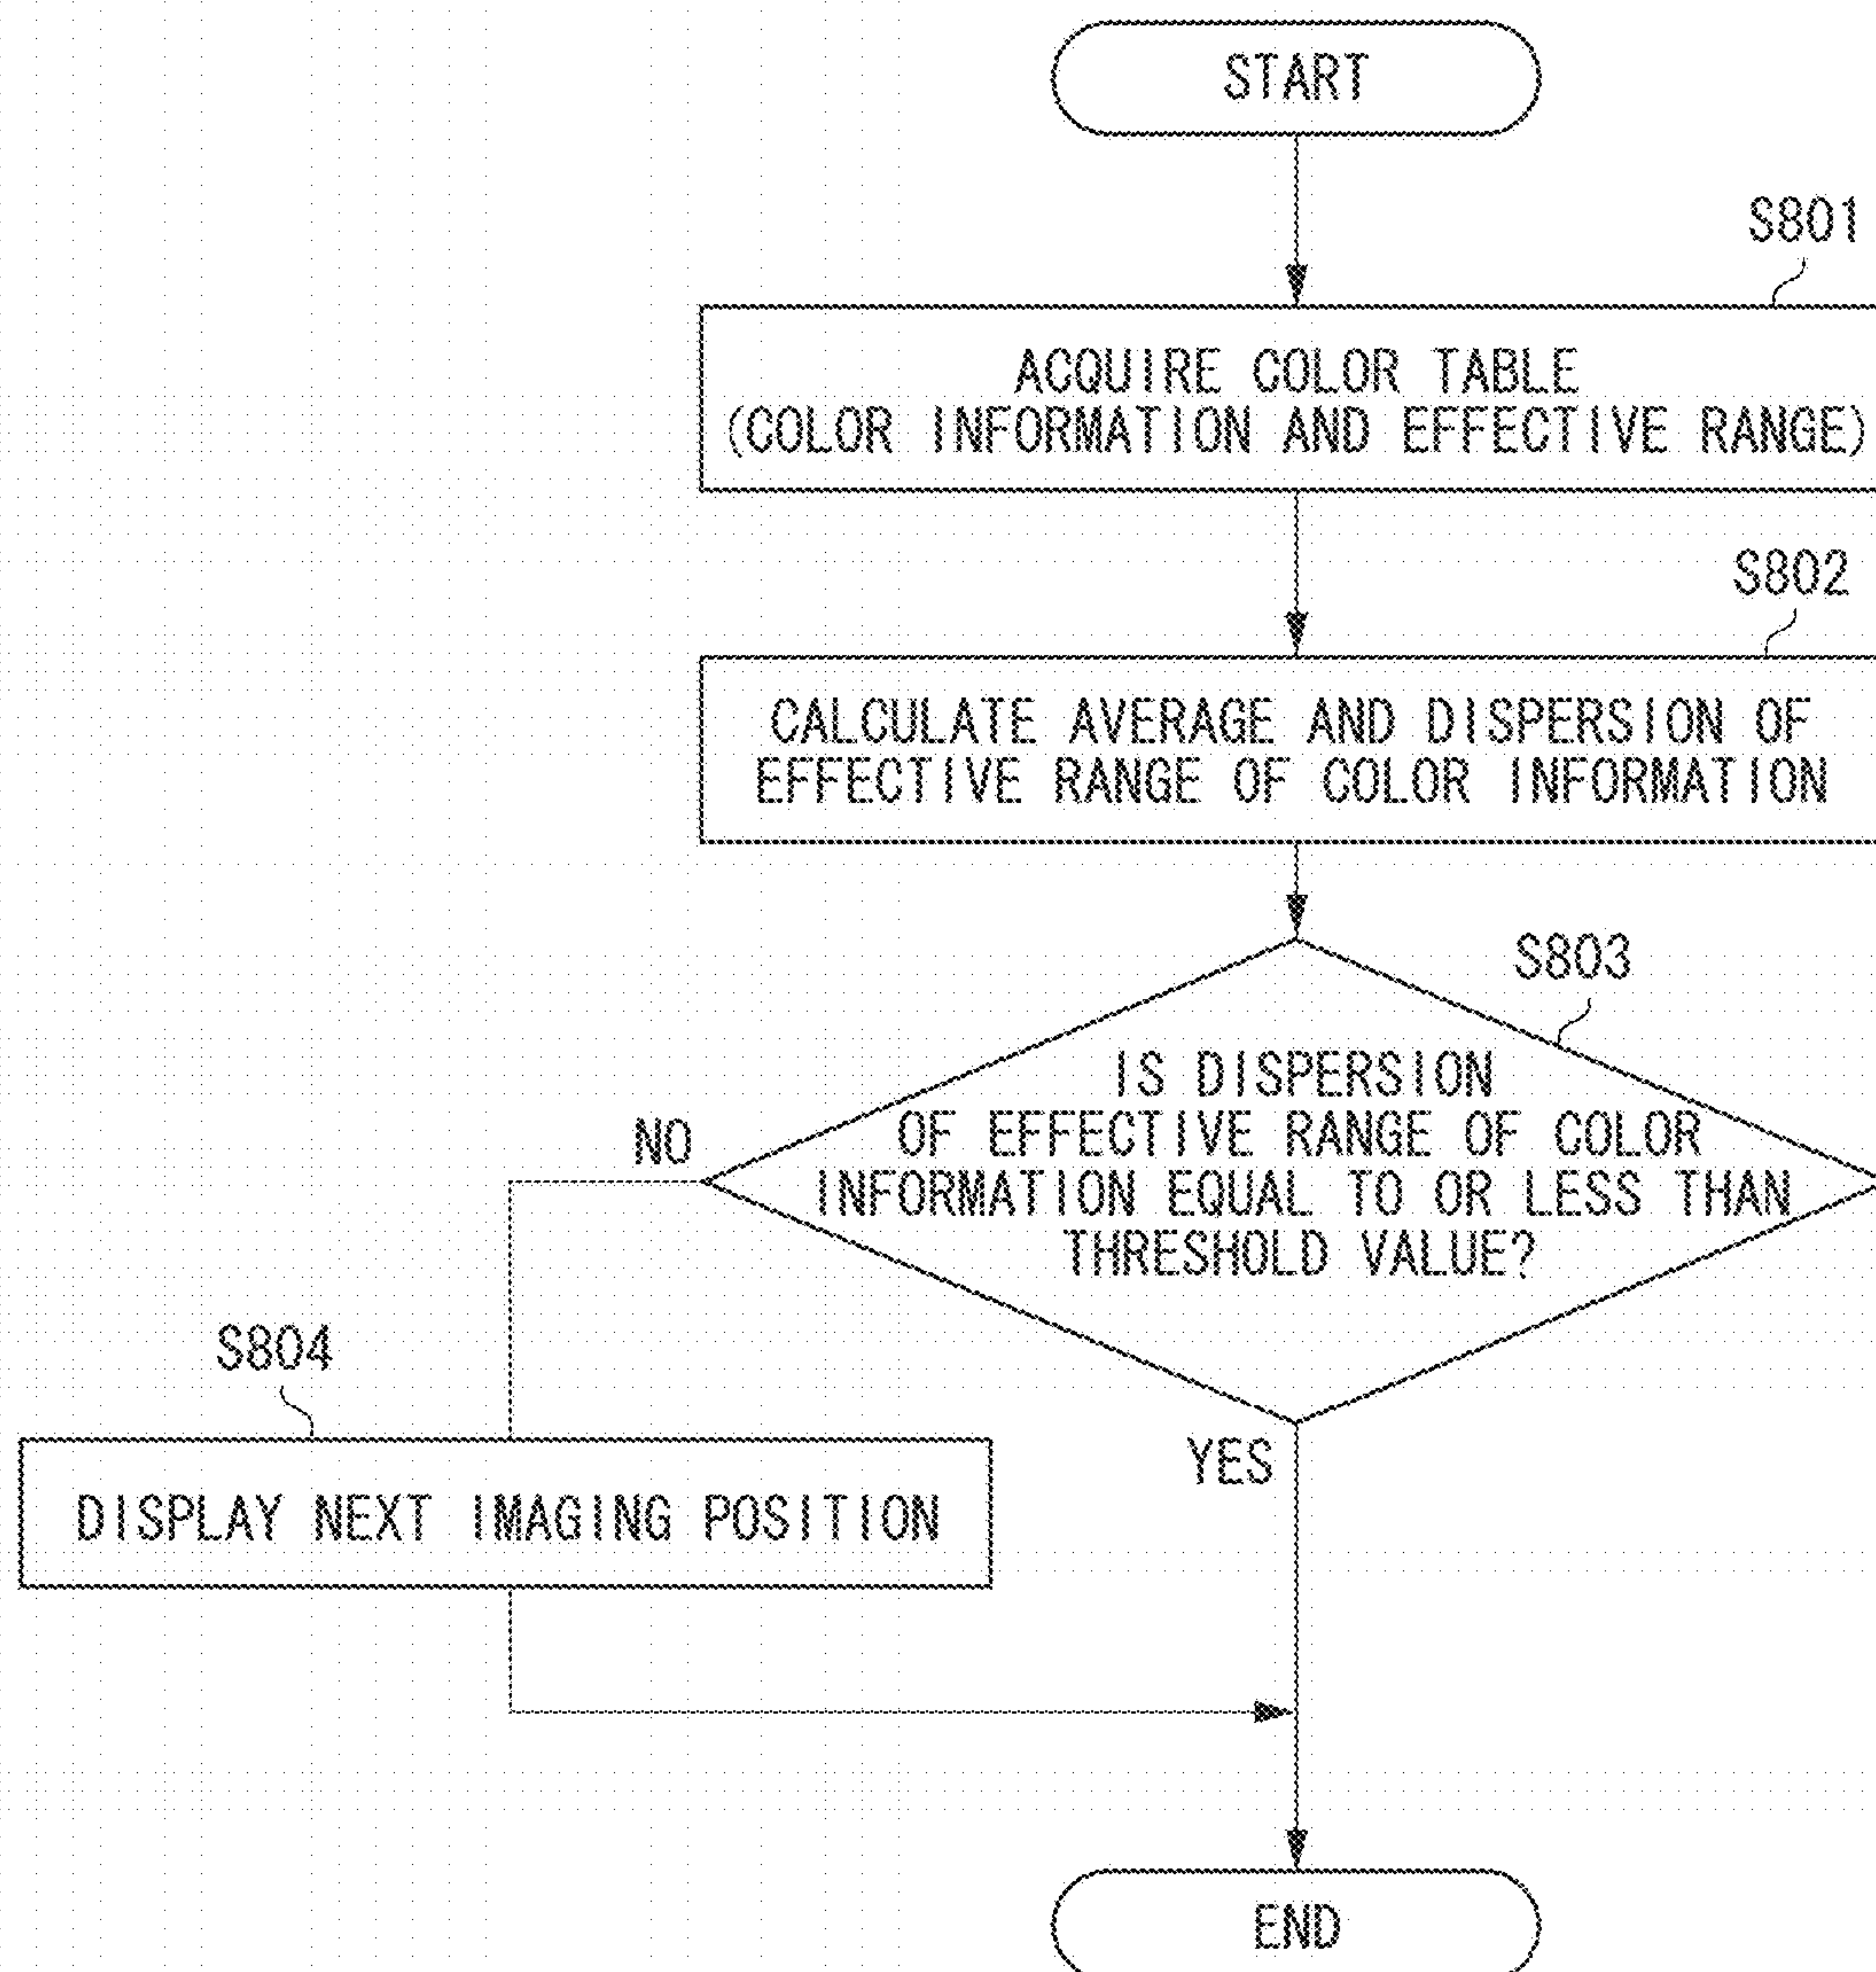 START
S801
ACQUIRE COLOR TABLE
(COLOR INFORMATION AND EFFECTIVE RANGE)
S802
CALCULATE AVERAGE AND DISPERSION OF
EFFECTIVE RANGE OF COLOR INFORMATION
S803
IS DISPERSION
OF EFFECTIVE RANGE OF COLOR
INFORMATION EQUAL TO OR LESS THAN
THRESHOLD VALUE?
NO
S804
DISPLAY NEXT IMAGING POSITION
YES
END